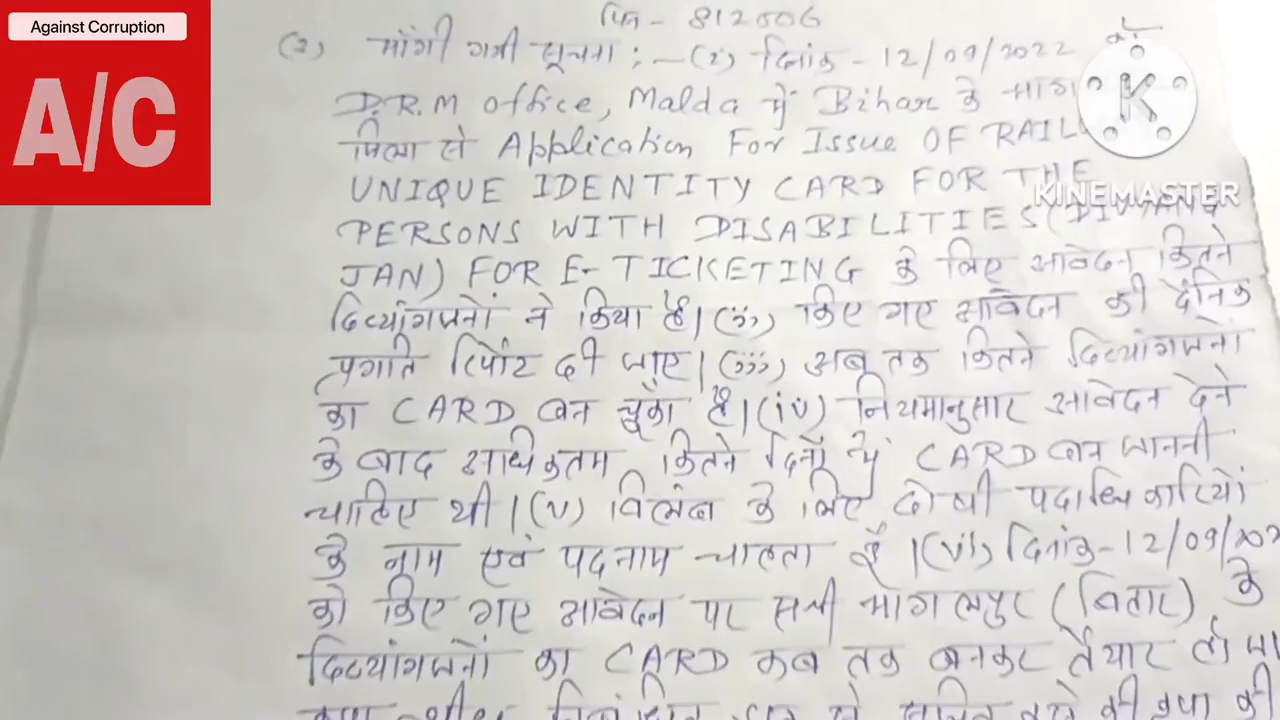 Against Corruption
A/C
पिन - 812006
(2) मांगी गयी सूचना :- (i) दिनांक - 12/09/2022 को
D.R.M office, Malda में Bihar के
जिला से Application For Issue OF
UNIQUE IDENTITY CARD FOR THE
KINEMASTER
PERSONS WITH DISABILITIES
JAN) FOR E-TICKETING के लिए आवेदन कितने
दिव्यांगजनों ने किया है। (ii) किए गए आवेदन की दैनिक
प्रगति रिपोर्ट दी जाए। (iii) अब तक कितने दिव्यांगजनों
का CARD बन चूका है। (iv) नियमानुसार आवेदन देने
के बाद अधिकतम कितने दिनों में CARD बन जाननी
चाहिए थी। (v) विलंब के लिए दोषी पदाधिकारियों
के नाम एवं पदनाम चाहता हूँ। (vi) दिनांक - 12/09/202
को किए गए आवेदन पर सभी भागलपुर (बिहार) के
दिव्यांगजनों का CARD कब तक बनकर तैयार हो जा